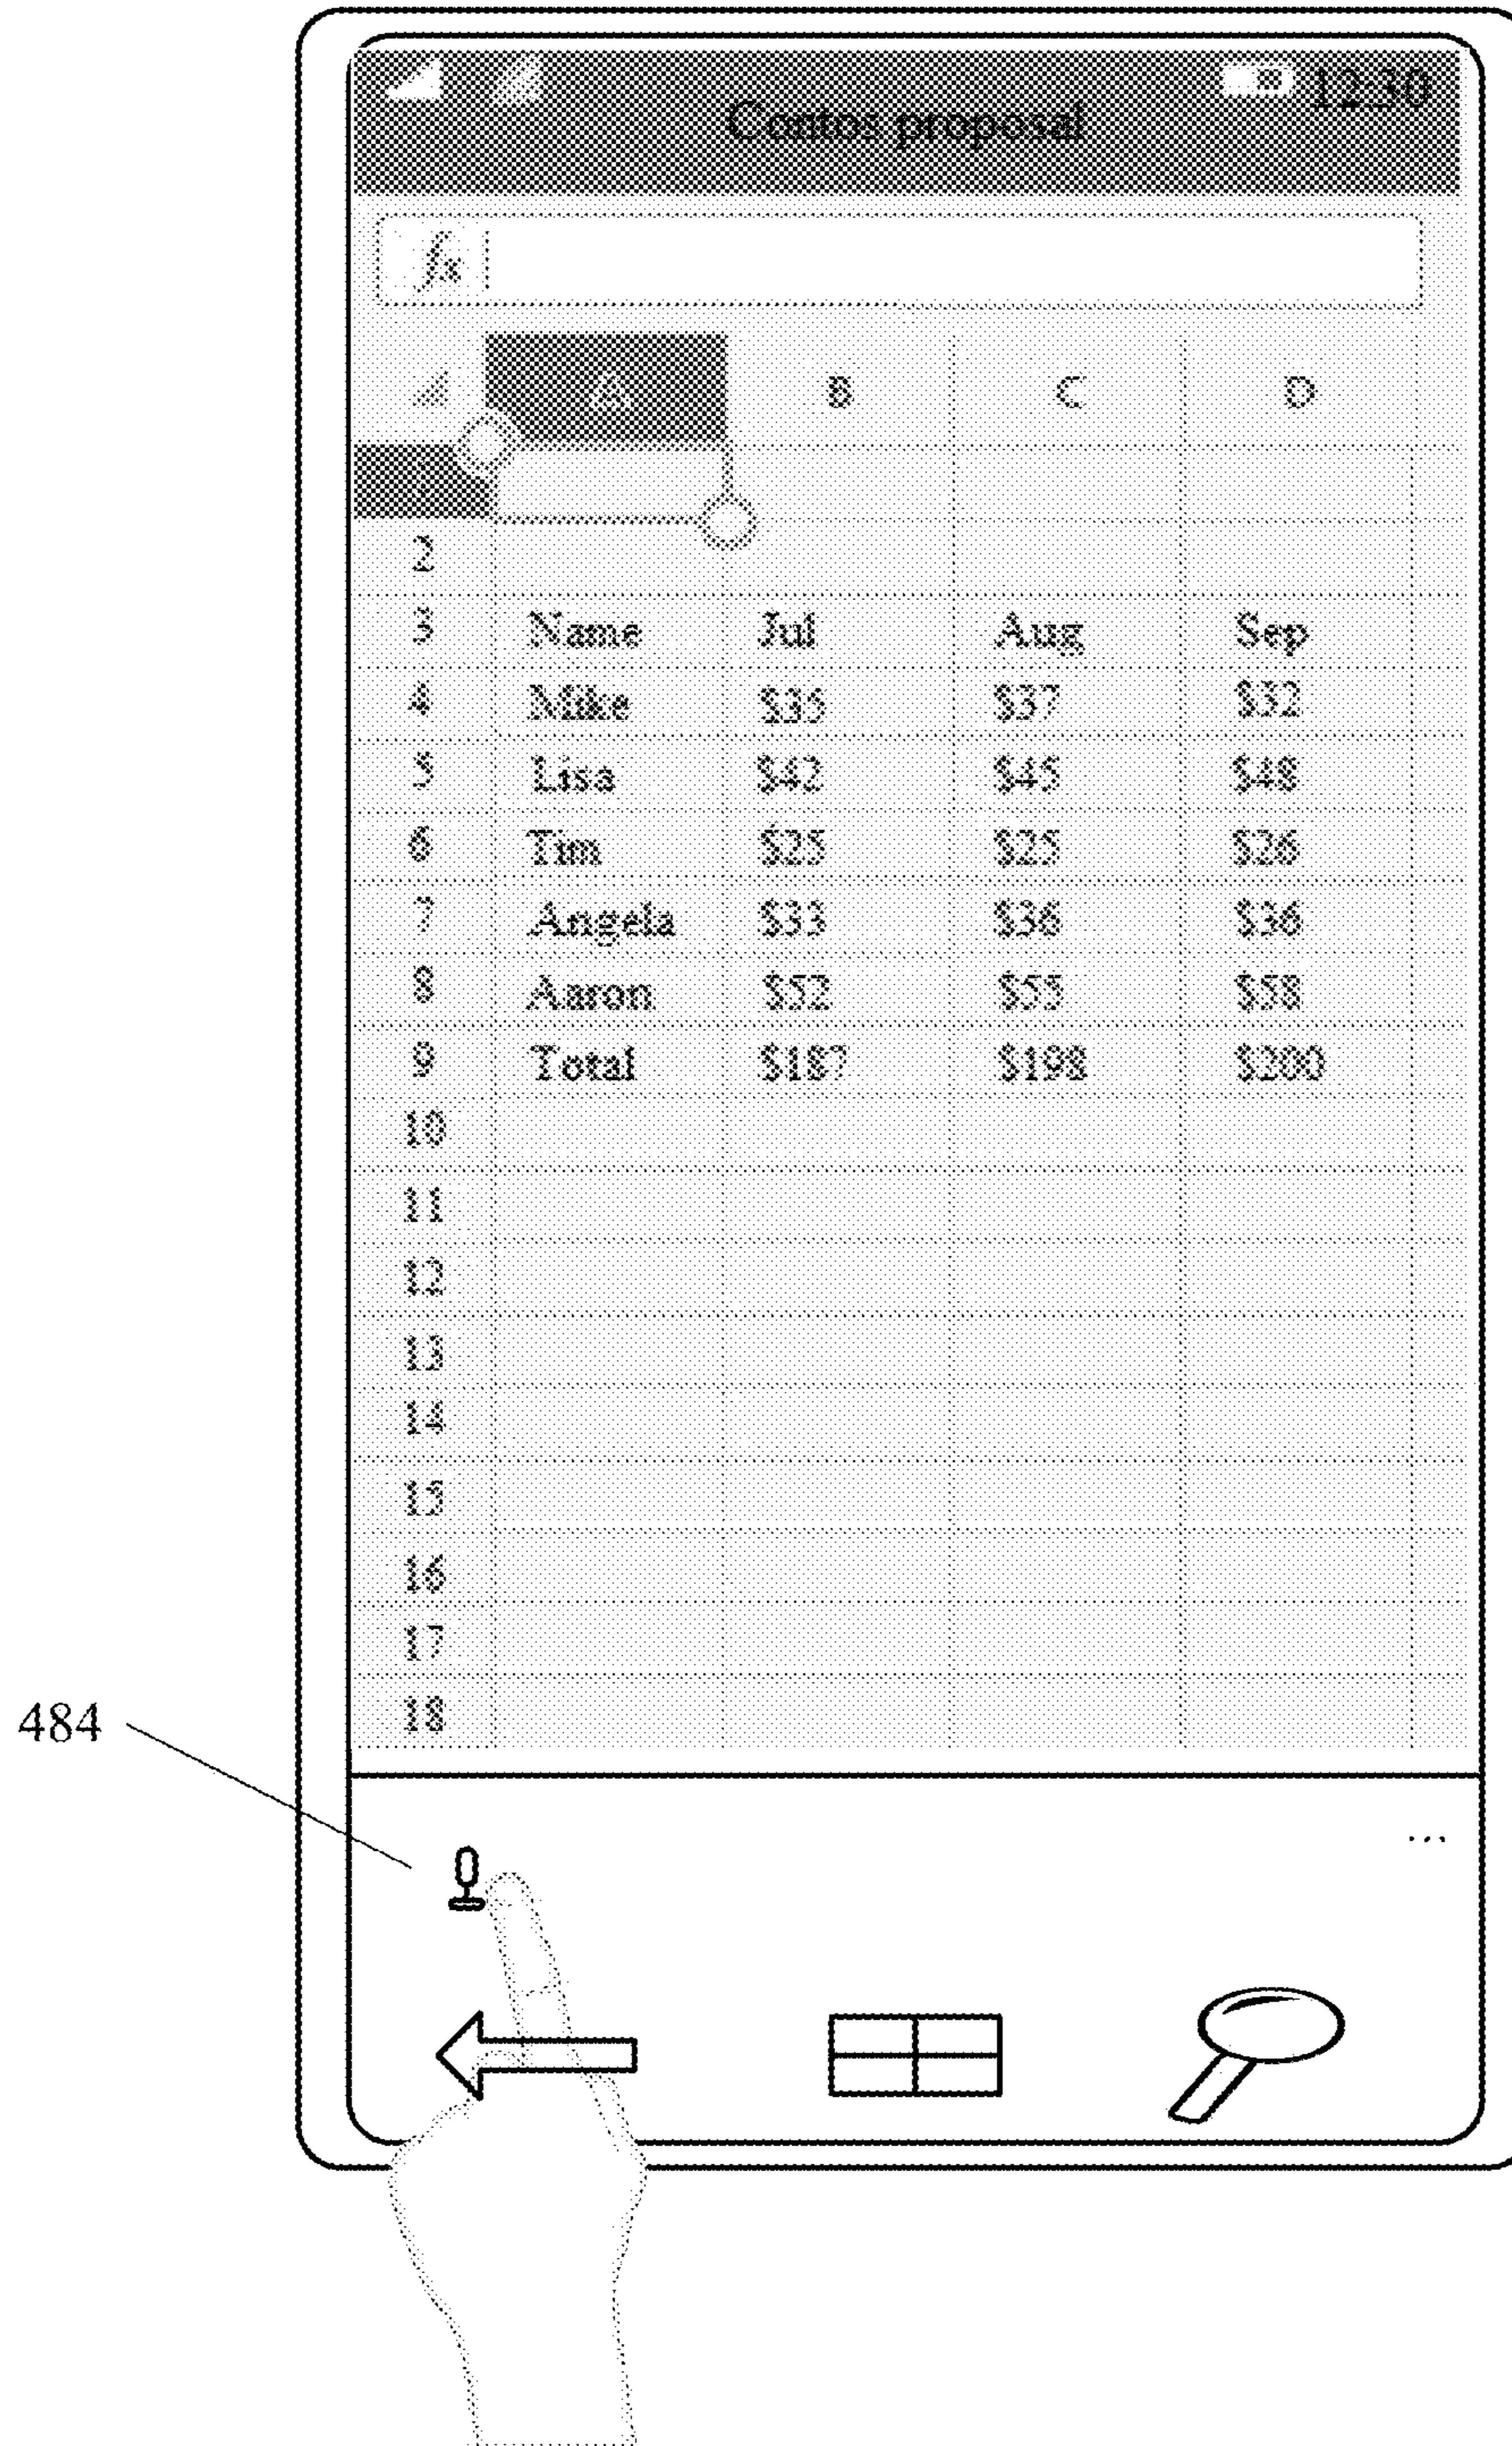 12:30
Contos proposal
fx
A B C D
1
2
3 Name Jul Aug Sep
4 Mike $35 $37 $32
5 Lisa $42 $45 $48
6 Tim $25 $25 $26
7 Angela $33 $36 $36
8 Aaron $52 $55 $58
9 Total $187 $198 $200
10
11
12
13
14
15
16
17
18
484
...